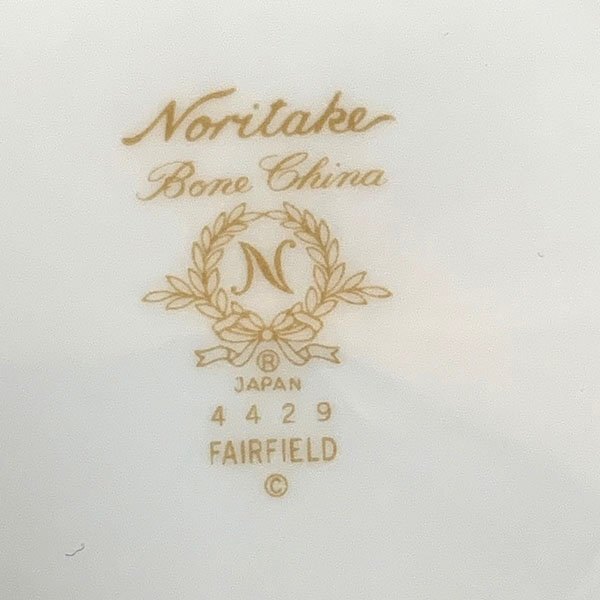 Noritake
Bone China
N
®
JAPAN
4429
FAIRFIELD
©